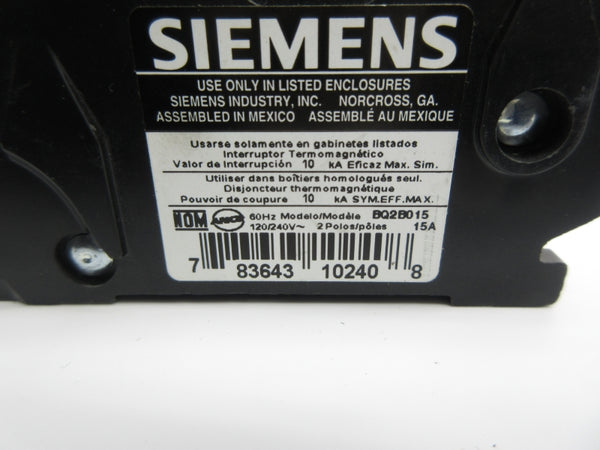 SIEMENS
USE ONLY IN LISTED ENCLOSURES
SIEMENS INDUSTRY, INC. NORCROSS, GA.
ASSEMBLED IN MEXICO ASSEMBLÉ AU MEXIQUE
Usarse solamente en gabinetes listados
Interruptor Termomagnético
Valor de Interrupción 10 kA Eficaz Max. Sim.
Utiliser dans boîtiers homologués seul.
Disjoncteur thermomagnétique
Pouvoir de coupure 10 kA SYM.EFF.MAX.
NOM ANCE 60Hz Modelo/Modèle BQ2B015
120/240V~ 2 Polos/pôles 15A
7 83643 10240 8